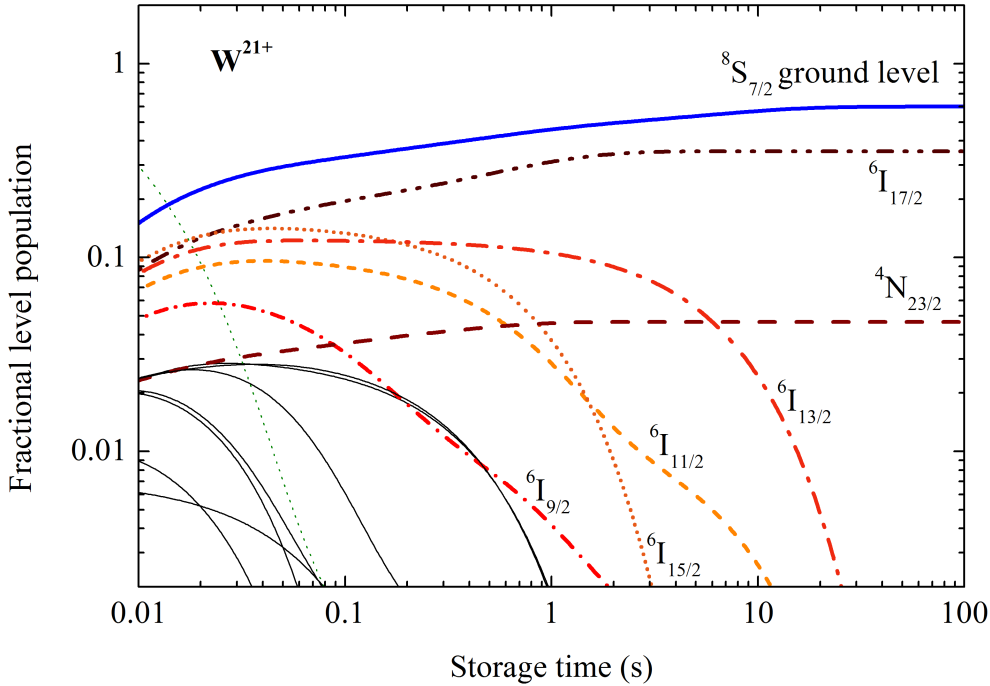 W²¹⁺
⁸S₇/₂ ground level
⁶I₁₇/₂
⁴N₂₃/₂
⁶I₁₃/₂
⁶I₁₁/₂
⁶I₉/₂
⁶I₁₅/₂
Fractional level population
1
0.1
0.01
0.01 0.1 1 10 100
Storage time (s)